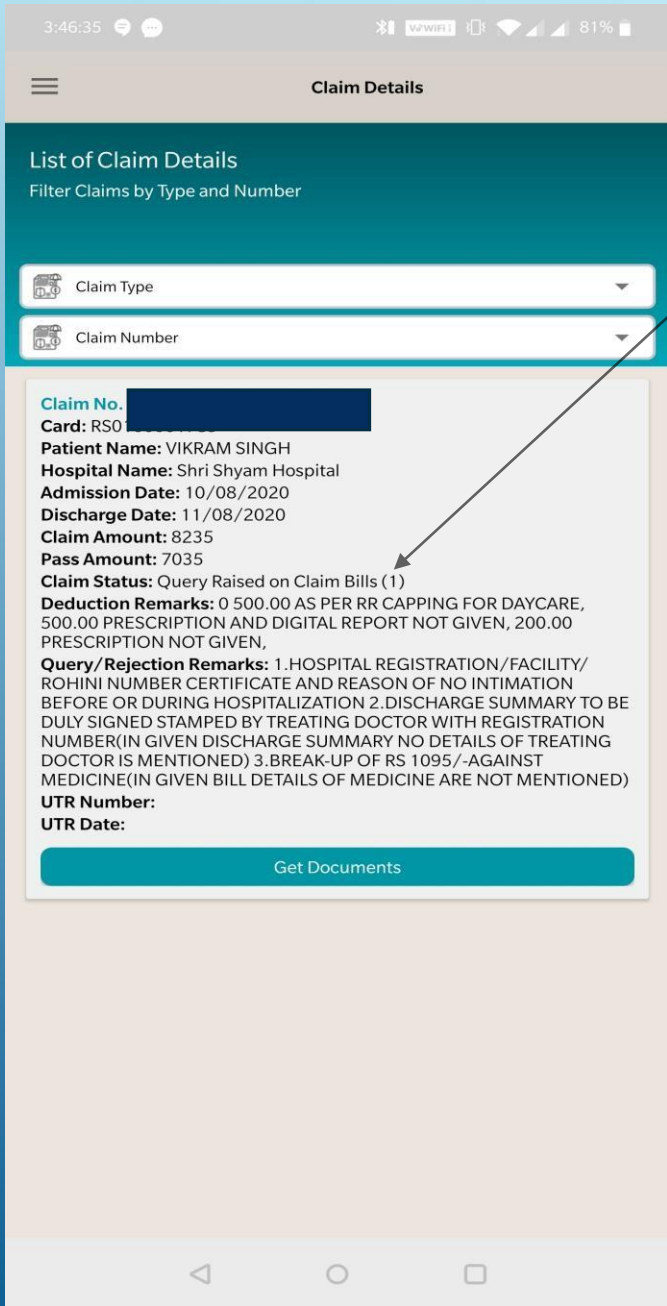 3:46:35
81%
Claim Details
List of Claim Details
Filter Claims by Type and Number
Claim Type
Claim Number
Claim No.
Card:
Patient Name: VIKRAM SINGH
Hospital Name: Shri Shyam Hospital
Admission Date: 10/08/2020
Discharge Date: 11/08/2020
Claim Amount: 8235
Pass Amount: 7035
Claim Status: Query Raised on Claim Bills (1)
Deduction Remarks: 0 500.00 AS PER RR CAPPING FOR DAYCARE,
500.00 PRESCRIPTION AND DIGITAL REPORT NOT GIVEN, 200.00
PRESCRIPTION NOT GIVEN,
Query/Rejection Remarks: 1.HOSPITAL REGISTRATION/FACILITY/
ROHINI NUMBER CERTIFICATE AND REASON OF NO INTIMATION
BEFORE OR DURING HOSPITALIZATION 2.DISCHARGE SUMMARY TO BE
DULY SIGNED STAMPED BY TREATING DOCTOR WITH REGISTRATION
NUMBER(IN GIVEN DISCHARGE SUMMARY NO DETAILS OF TREATING
DOCTOR IS MENTIONED) 3.BREAK-UP OF RS 1095/-AGAINST
MEDICINE(IN GIVEN BILL DETAILS OF MEDICINE ARE NOT MENTIONED)
UTR Number:
UTR Date:
Get Documents